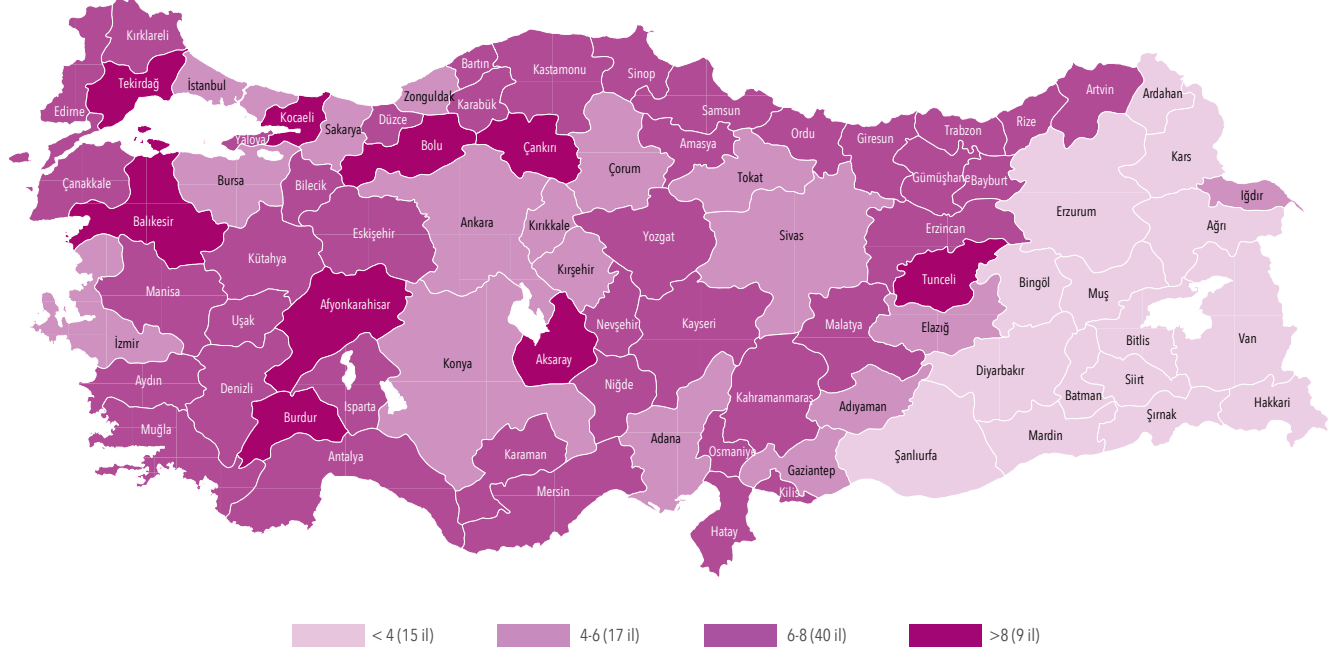 Kırklareli
Tekirdağ
İstanbul
Edirne
Kocaeli
Yalova
Sakarya
Düzce
Zonguldak
Bartın
Karabük
Kastamonu
Sinop
Samsun
Bolu
Çankırı
Amasya
Ordu
Giresun
Trabzon
Rize
Artvin
Ardahan
Kars
Çanakkale
Bursa
Bilecik
Çorum
Tokat
Gümüşhane
Bayburt
Iğdır
Balıkesir
Eskişehir
Ankara
Kırıkkale
Yozgat
Sivas
Erzincan
Erzurum
Ağrı
Kütahya
Kırşehir
Tunceli
Bingöl
Muş
Manisa
Uşak
Afyonkarahisar
Nevşehir
Kayseri
Malatya
Elazığ
Bitlis
Van
İzmir
Konya
Aksaray
Diyarbakır
Siirt
Aydın
Denizli
Isparta
Niğde
Kahramanmaraş
Adıyaman
Batman
Şırnak
Hakkari
Muğla
Burdur
Antalya
Karaman
Mersin
Adana
Osmaniye
Gaziantep
Kilis
Şanlıurfa
Mardin
Hatay
< 4 (15 il)
4-6 (17 il)
6-8 (40 il)
>8 (9 il)